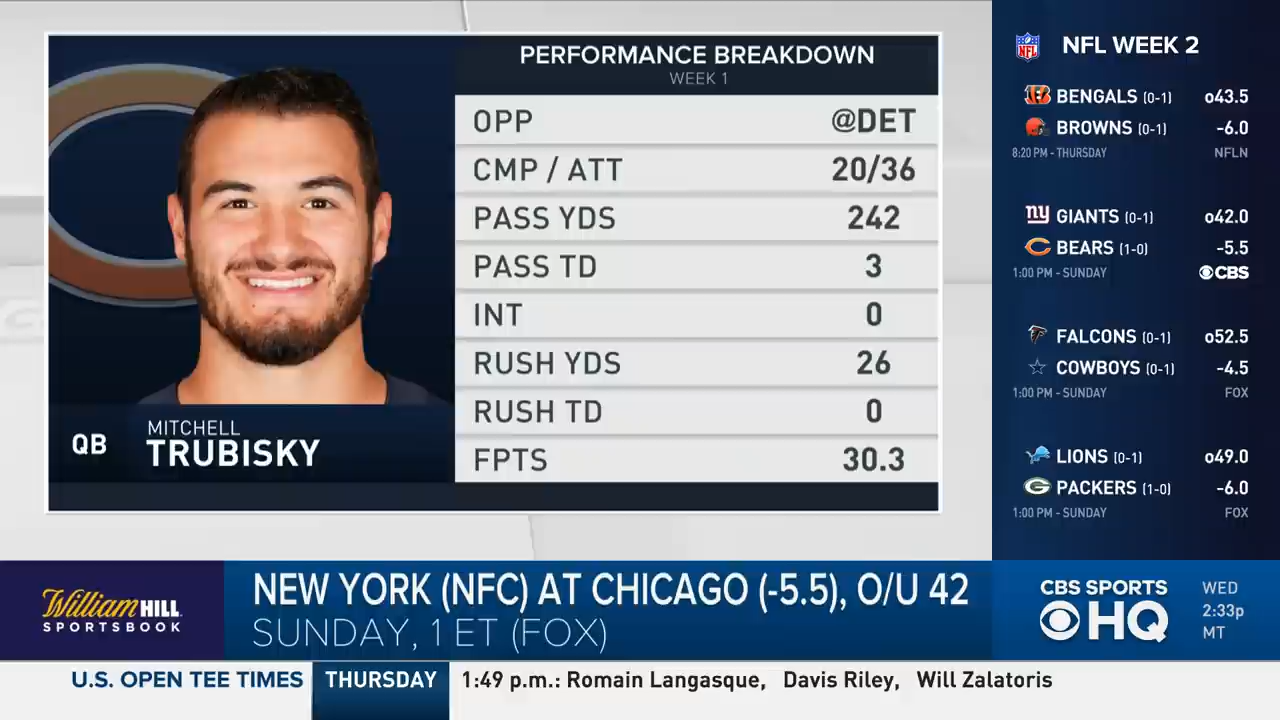 PERFORMANCE BREAKDOWN
WEEK 1
OPP @DET
CMP / ATT 20/36
PASS YDS 242
PASS TD 3
INT 0
RUSH YDS 26
RUSH TD 0
FPTS 30.3
QB MITCHELL
TRUBISKY
NFL NFL WEEK 2
BENGALS (0-1) o43.5
BROWNS (0-1) -6.0
8:20 PM - THURSDAY NFLN
ny GIANTS (0-1) o42.0
BEARS (1-0) -5.5
1:00 PM - SUNDAY CBS
FALCONS (0-1) o52.5
COWBOYS (0-1) -4.5
1:00 PM - SUNDAY FOX
LIONS (0-1) o49.0
G PACKERS (1-0) -6.0
1:00 PM - SUNDAY FOX
William HILL
SPORTSBOOK
NEW YORK (NFC) AT CHICAGO (-5.5), O/U 42
SUNDAY, 1 ET (FOX)
CBS SPORTS
HQ
WED
2:33p
MT
U.S. OPEN TEE TIMES THURSDAY 1:49 p.m.: Romain Langasque, Davis Riley, Will Zalatoris